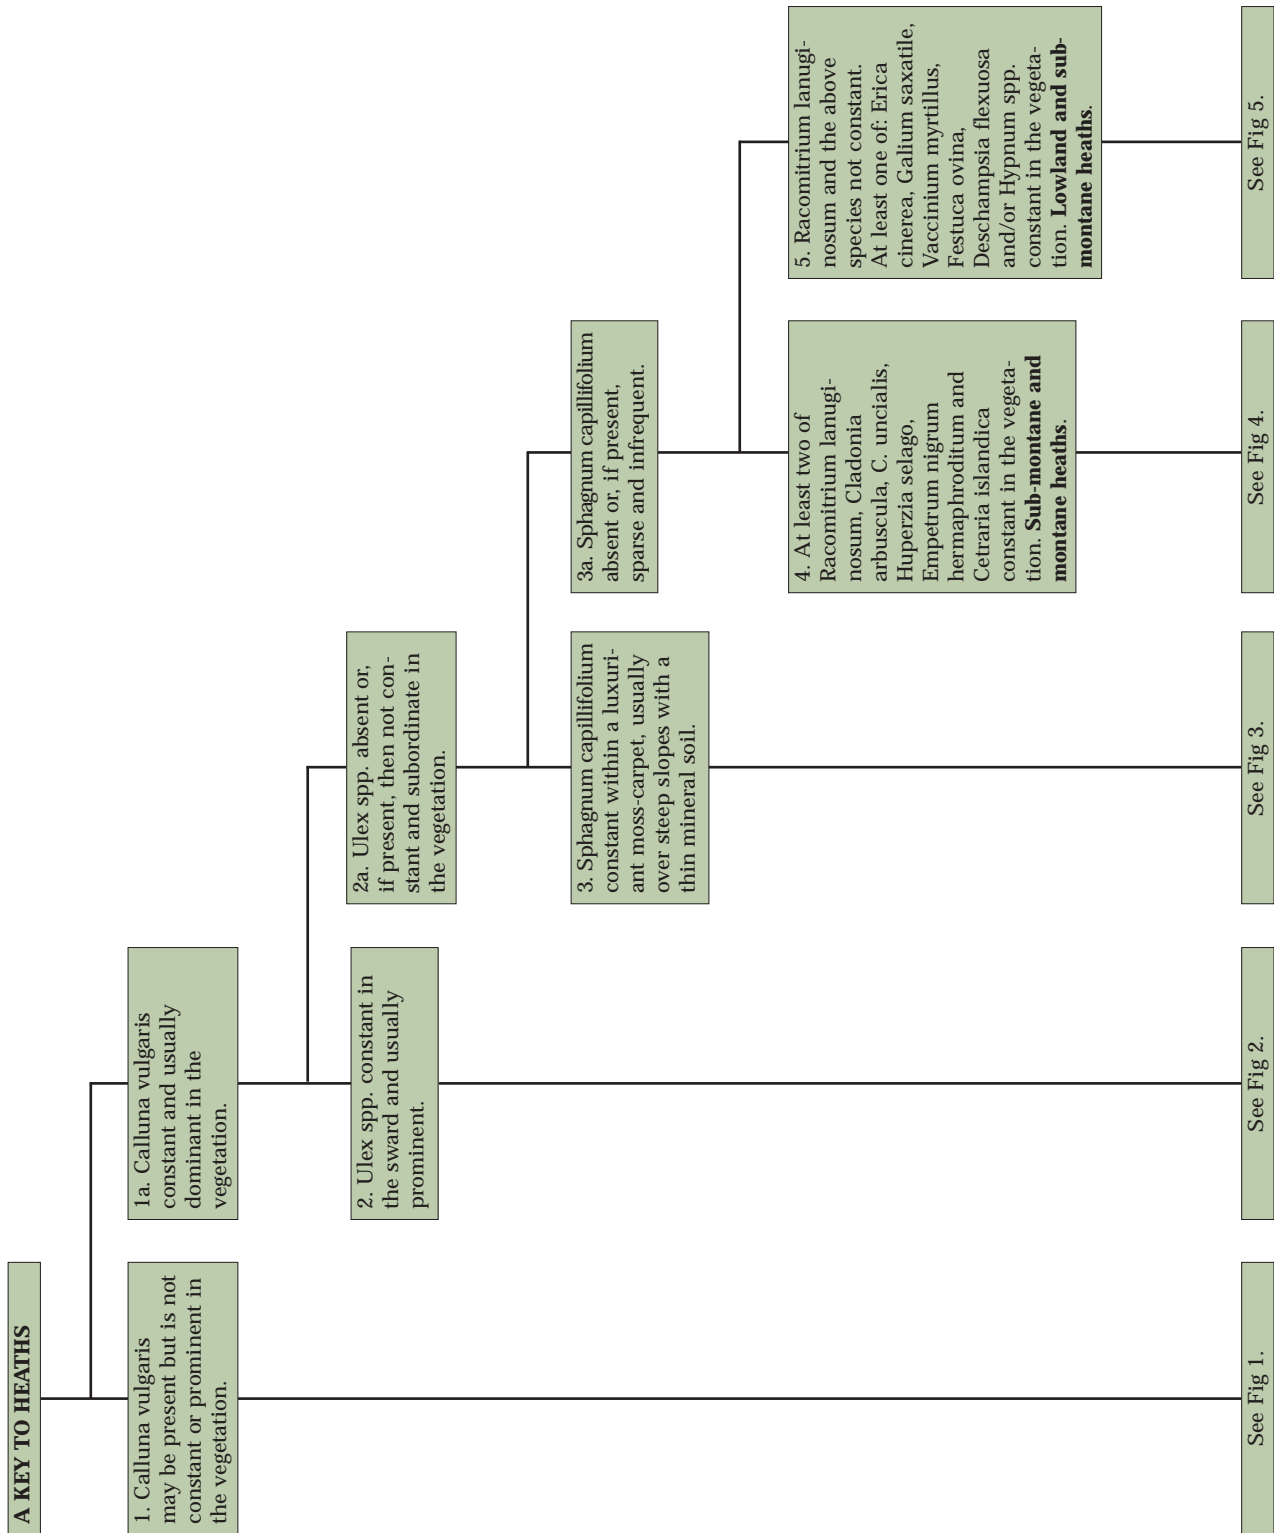 A KEY TO HEATHS
1. Calluna vulgaris
may be present but is not
constant or prominent in
the vegetation.
1a. Calluna vulgaris
constant and usually
dominant in the
vegetation.
2. Ulex spp. constant in
the sward and usually
prominent.
2a. Ulex spp. absent or,
if present, then not con-
stant and subordinate in
the vegetation.
3. Sphagnum capillifolium
constant within a luxuri-
ant moss-carpet, usually
over steep slopes with a
thin mineral soil.
3a. Sphagnum capillifolium
absent or, if present,
sparse and infrequent.
4. At least two of
Racomitrium lanugi-
nosum, Cladonia
arbuscula, C. uncialis,
Huperzia selago,
Empetrum nigrum
hermaphroditum and
Cetraria islandica
constant in the vegeta-
tion. Sub-montane and
montane heaths.
5. Racomitrium lanugi-
nosum and the above
species not constant.
At least one of: Erica
cinerea, Galium saxatile,
Vaccinium myrtillus,
Festuca ovina,
Deschampsia flexuosa
and/or Hypnum spp.
constant in the vegeta-
tion. Lowland and sub-
montane heaths.
See Fig 1.
See Fig 2.
See Fig 3.
See Fig 4.
See Fig 5.